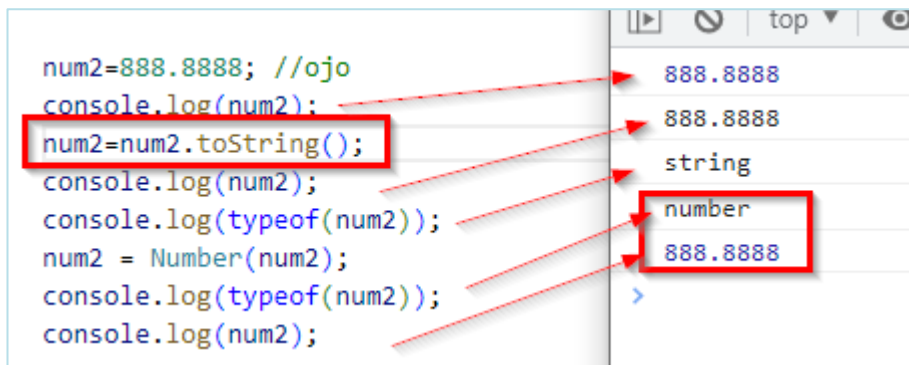 num2=888.8888; //ojo
console.log(num2);
num2=num2.toString();
console.log(num2);
console.log(typeof(num2));
num2 = Number(num2);
console.log(typeof(num2));
console.log(num2);
top
888.8888
888.8888
string
number
888.8888